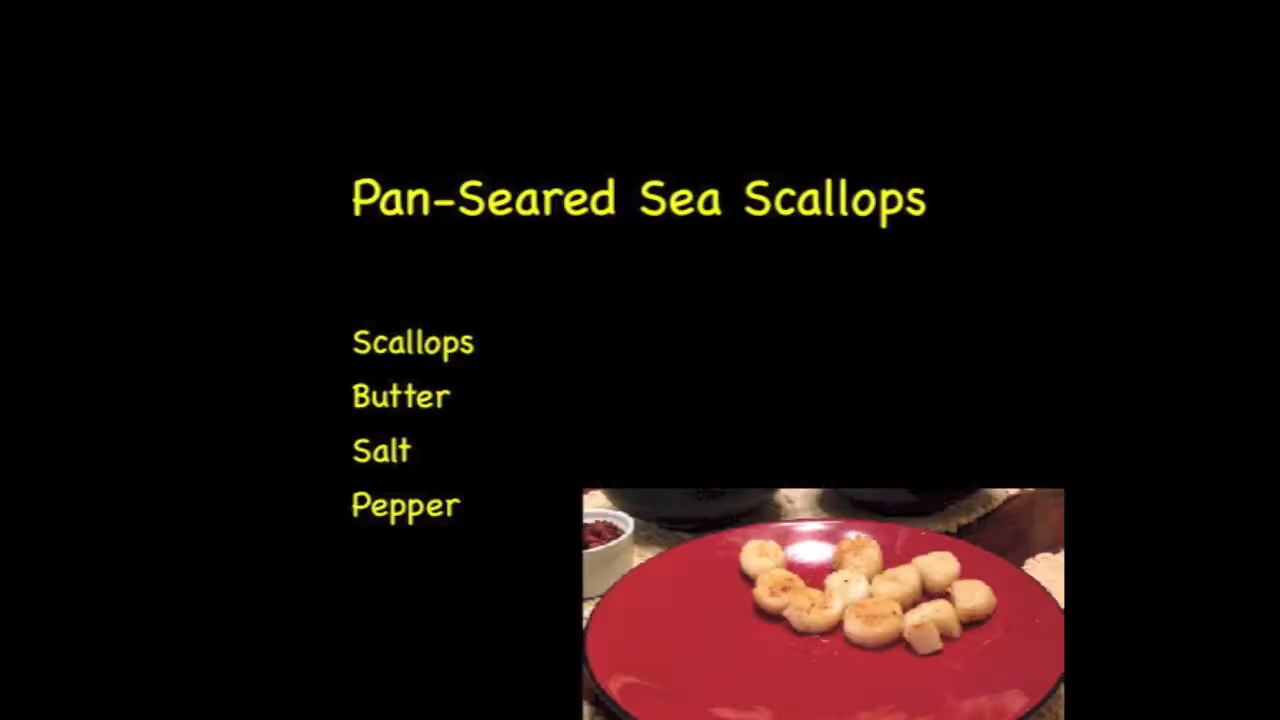 Pan-Seared Sea Scallops
Scallops
Butter
Salt
Pepper